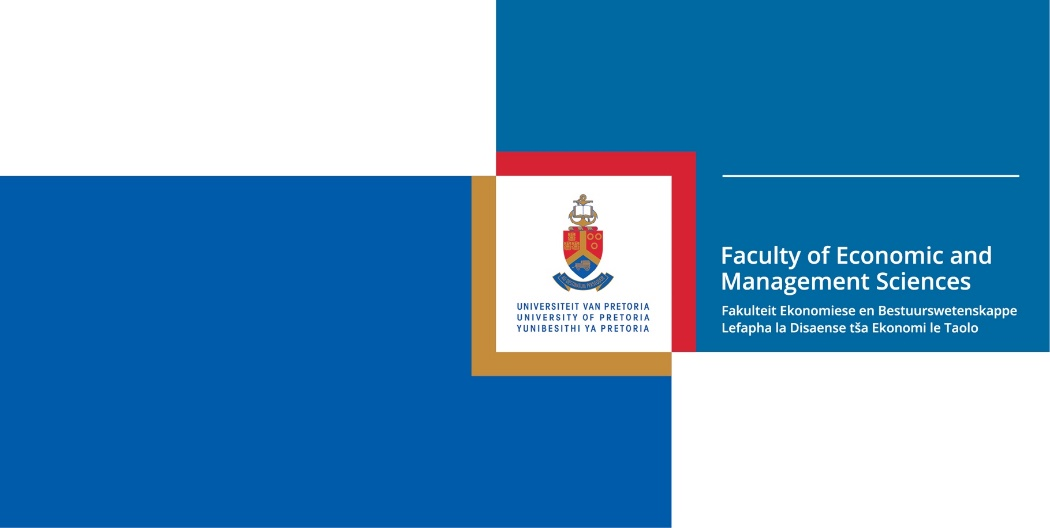 UNIVERSITEIT VAN PRETORIA
UNIVERSITY OF PRETORIA
YUNIBESITHI YA PRETORIA
Faculty of Economic and
Management Sciences
Fakulteit Ekonomiese en Bestuurswetenskappe
Lefapha la Disaense tša Ekonomi le Taolo